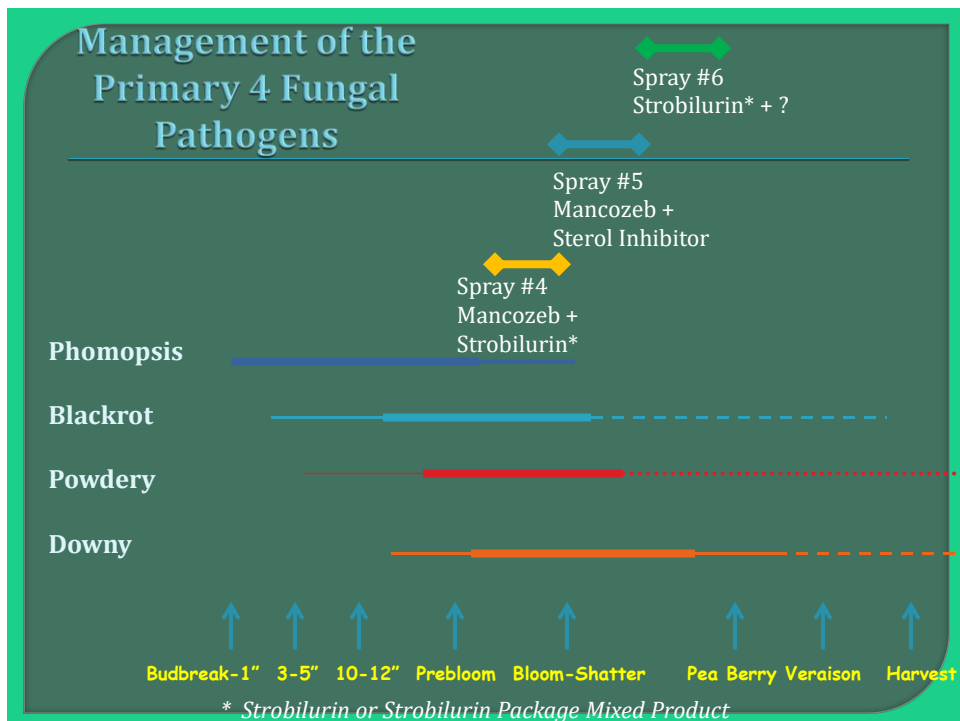 Management of the
Primary 4 Fungal
Pathogens
Spray #6
Strobilurin* + ?
Spray #5
Mancozeb +
Sterol Inhibitor
Spray #4
Mancozeb +
Strobilurin*
Phomopsis
Blackrot
Powdery
Downy
Budbreak-1” 3-5” 10-12” Prebloom Bloom-Shatter Pea Berry Veraison Harvest
* Strobilurin or Strobilurin Package Mixed Product